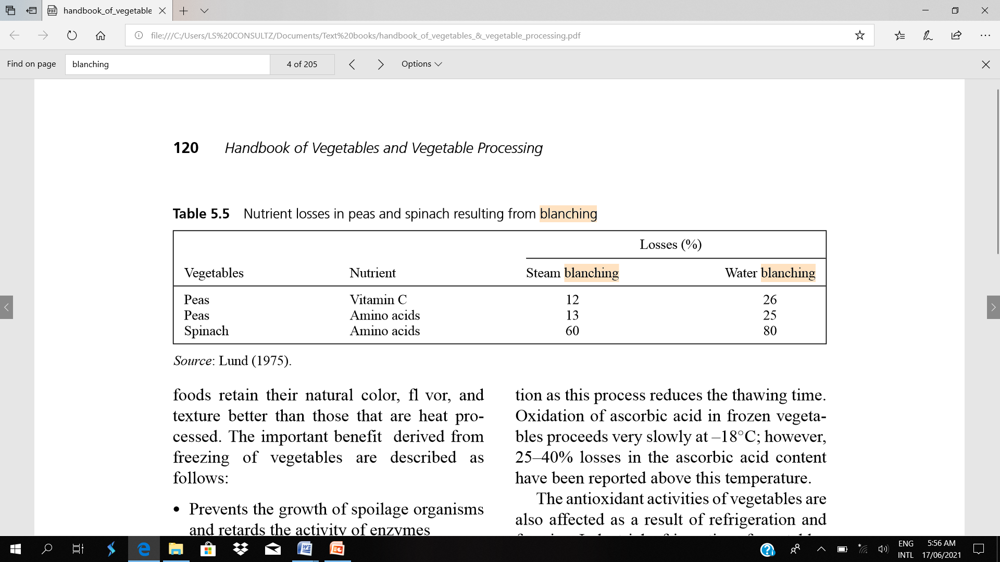 handbook_of_vegetable
file:///C:/Users/LS%20CONSULTZ/Documents/Text%20books/handbook_of_vegetables_&_vegetable_processing.pdf
Find on page
blanching
4 of 205
Options
120 Handbook of Vegetables and Vegetable Processing
Table 5.5 Nutrient losses in peas and spinach resulting from blanching
Losses (%)
Vegetables Nutrient Steam blanching Water blanching
Peas Vitamin C 12 26
Peas Amino acids 13 25
Spinach Amino acids 60 80
Source: Lund (1975).
foods retain their natural color, fl vor, and
texture better than those that are heat pro-
cessed. The important benefit derived from
freezing of vegetables are described as
follows:
• Prevents the growth of spoilage organisms
and retards the activity of enzymes
tion as this process reduces the thawing time.
Oxidation of ascorbic acid in frozen vegeta-
bles proceeds very slowly at –18°C; however,
25–40% losses in the ascorbic acid content
have been reported above this temperature.
The antioxidant activities of vegetables are
also affected as a result of refrigeration and
ENG
INTL
5:56 AM
17/06/2021